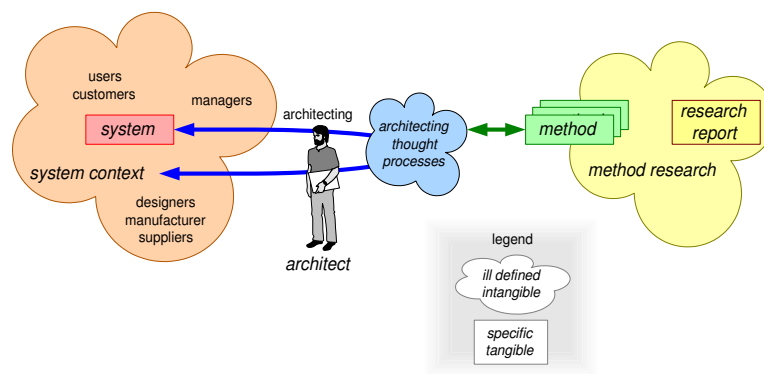 users
customers
managers
system
system context
designers
manufacturer
suppliers
architecting
architect
architecting
thought
processes
method
research
report
method research
legend
ill defined
intangible
specific
tangible